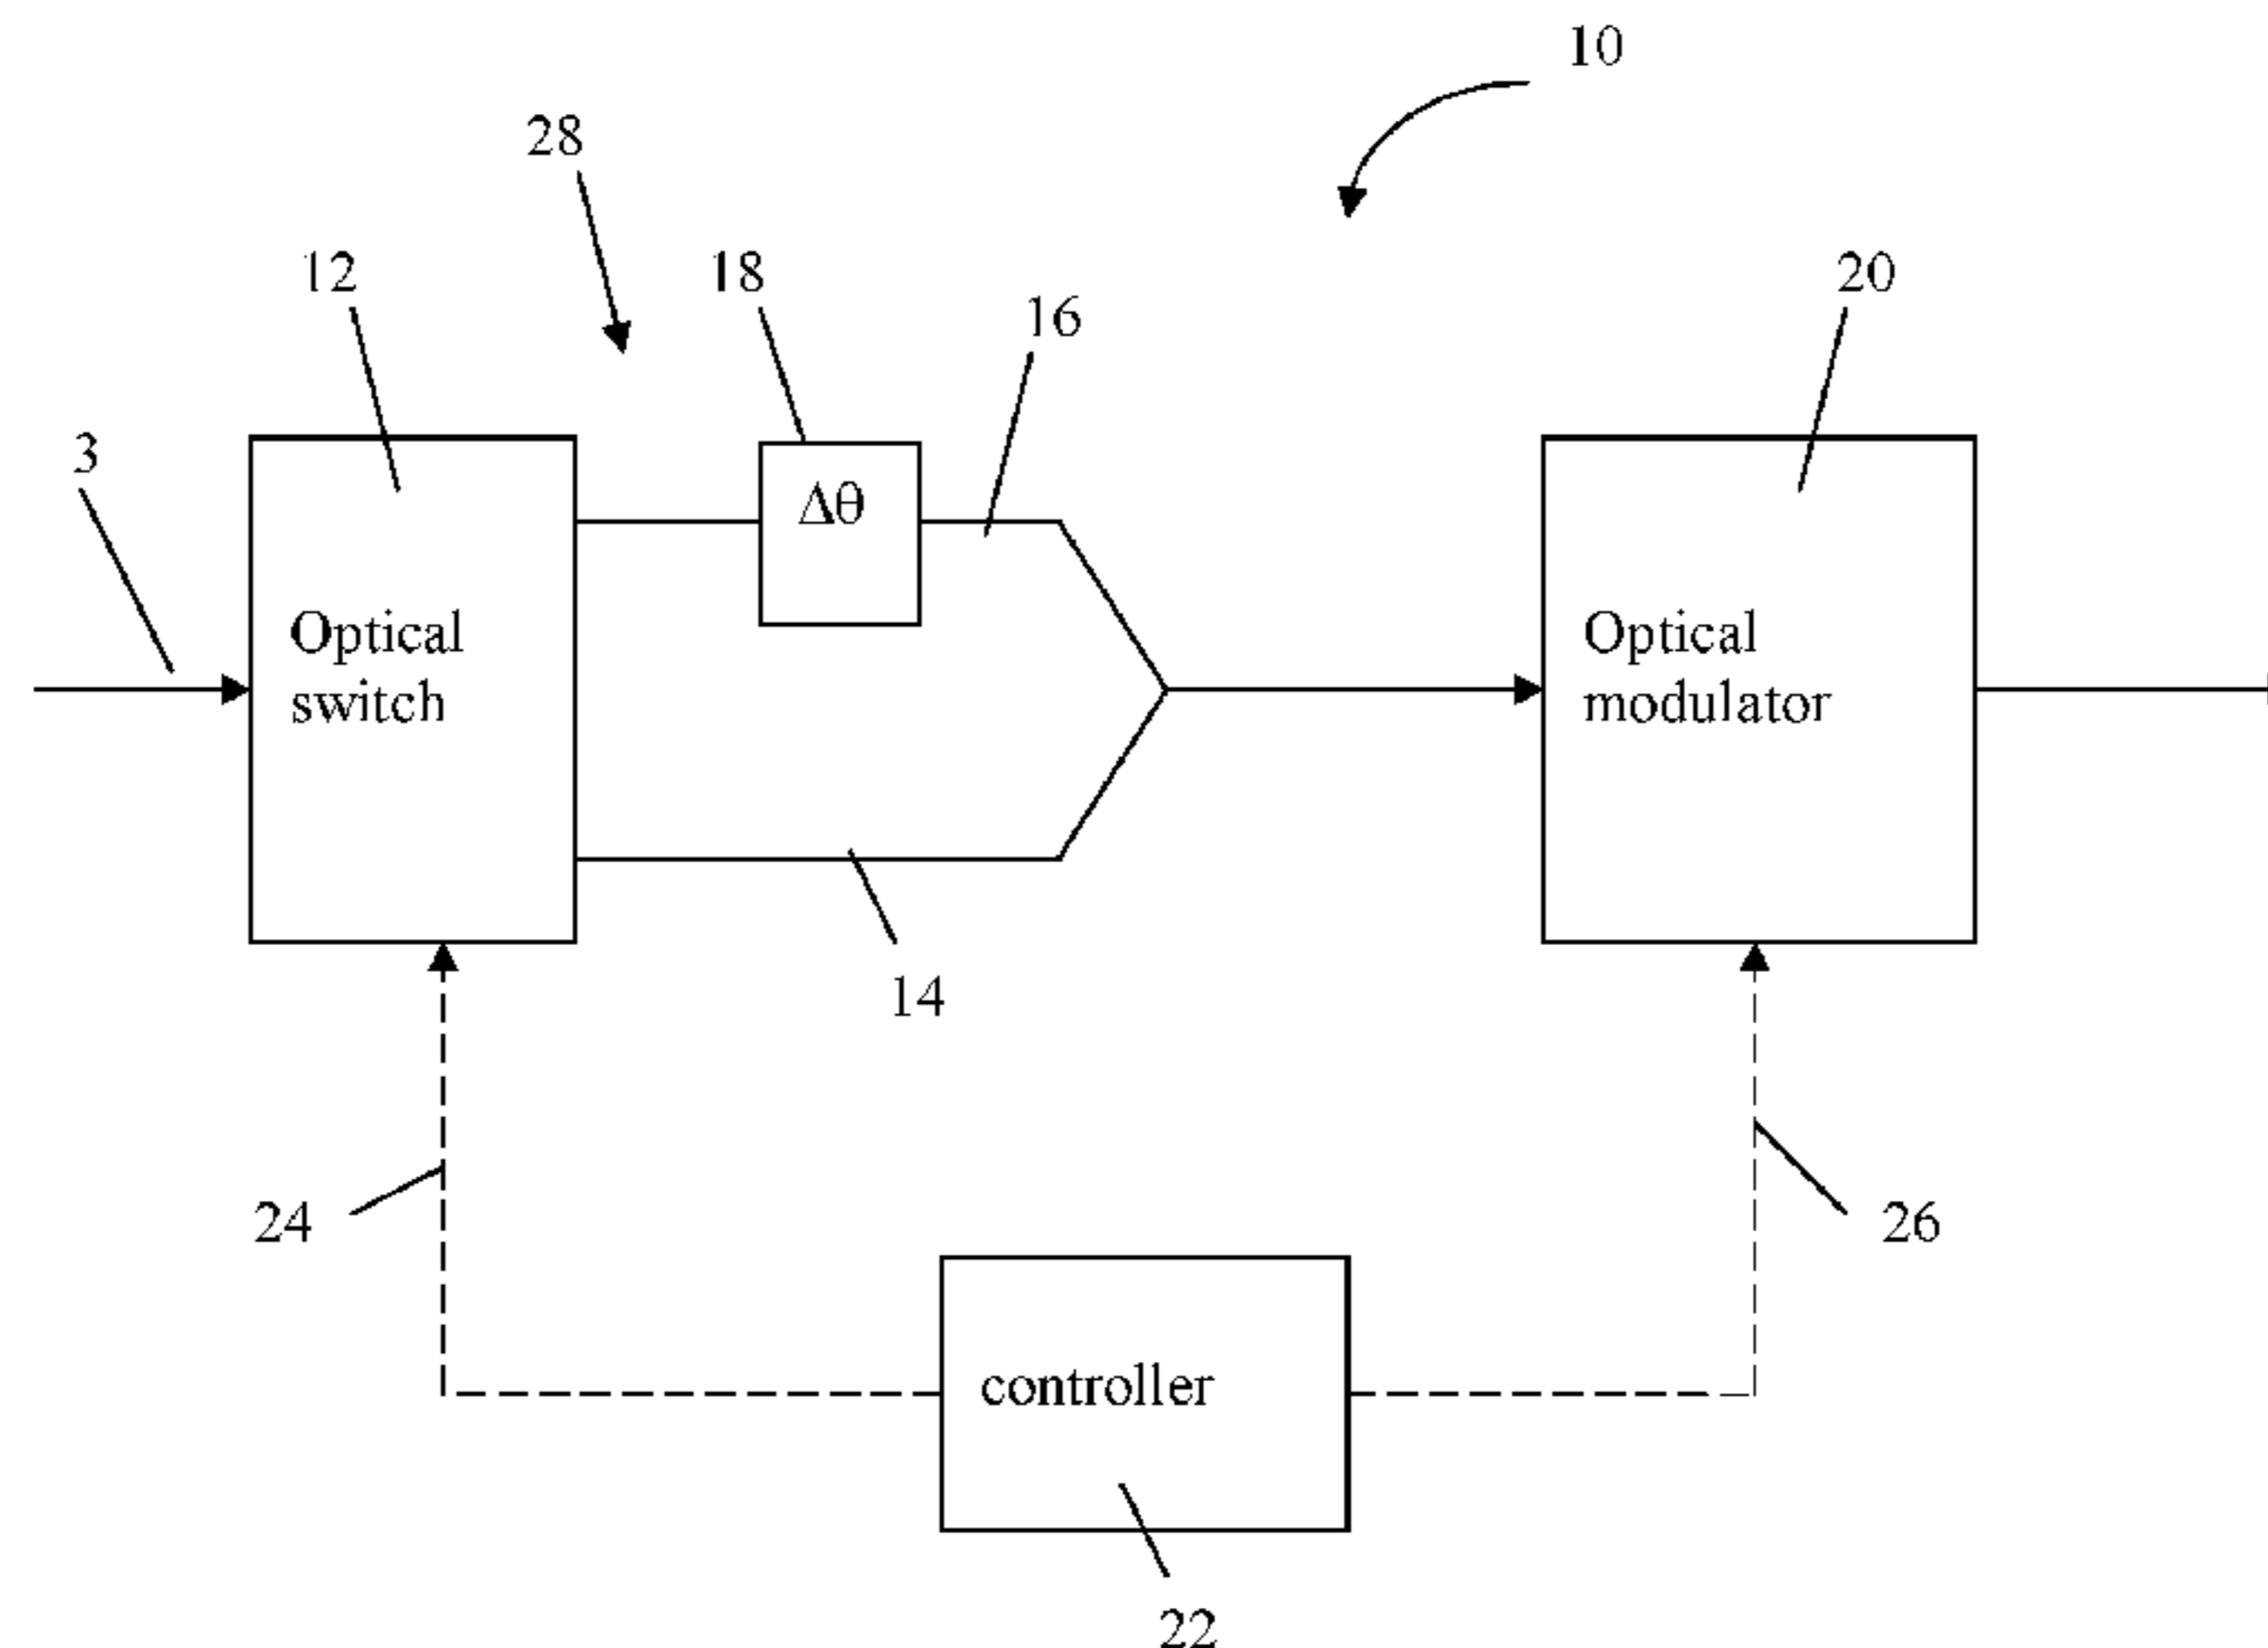 10
28
12
18
16
20
3
Δθ
Optical
switch
Optical
modulator
14
24
26
controller
22